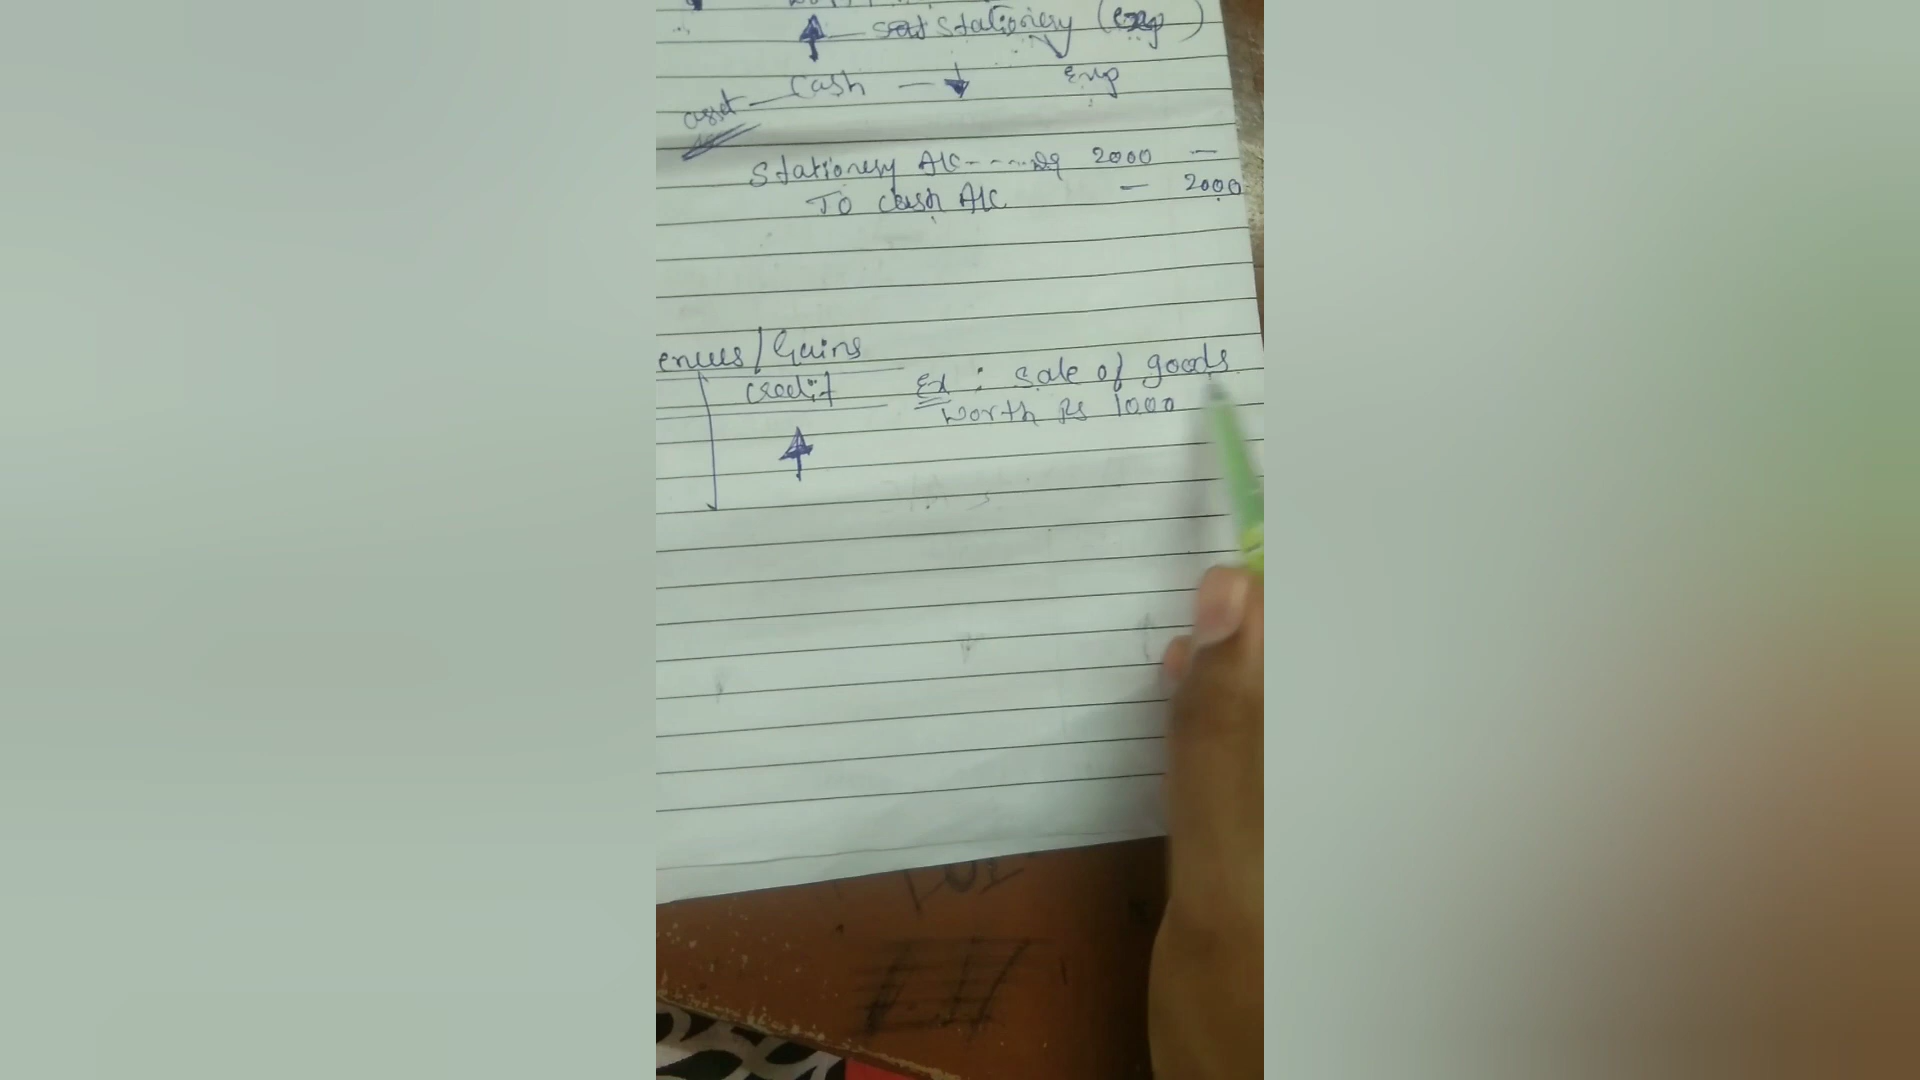 Stationery (exp)
Cash — Exp
asset
Stationery A/c-----Dr 2000 —
To cash A/c — 2000
enues/Gains
Credit Ex : Sale of goods
worth Rs 1000